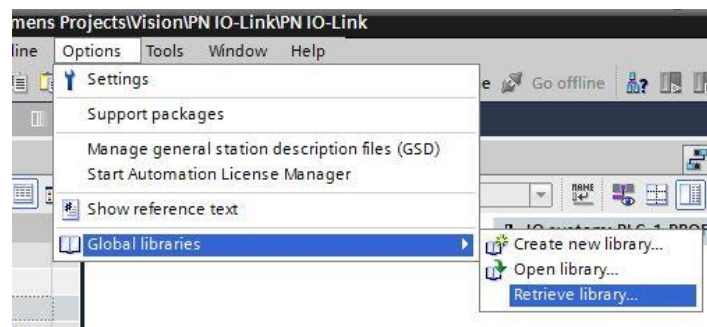 mens Projects\Vision\PN IO-Link\PN IO-Link
line Options Tools Window Help
Settings
e Go offline
Support packages
Manage general station description files (GSD)
Start Automation License Manager
Show reference text
Global libraries
Create new library...
Open library...
Retrieve library...